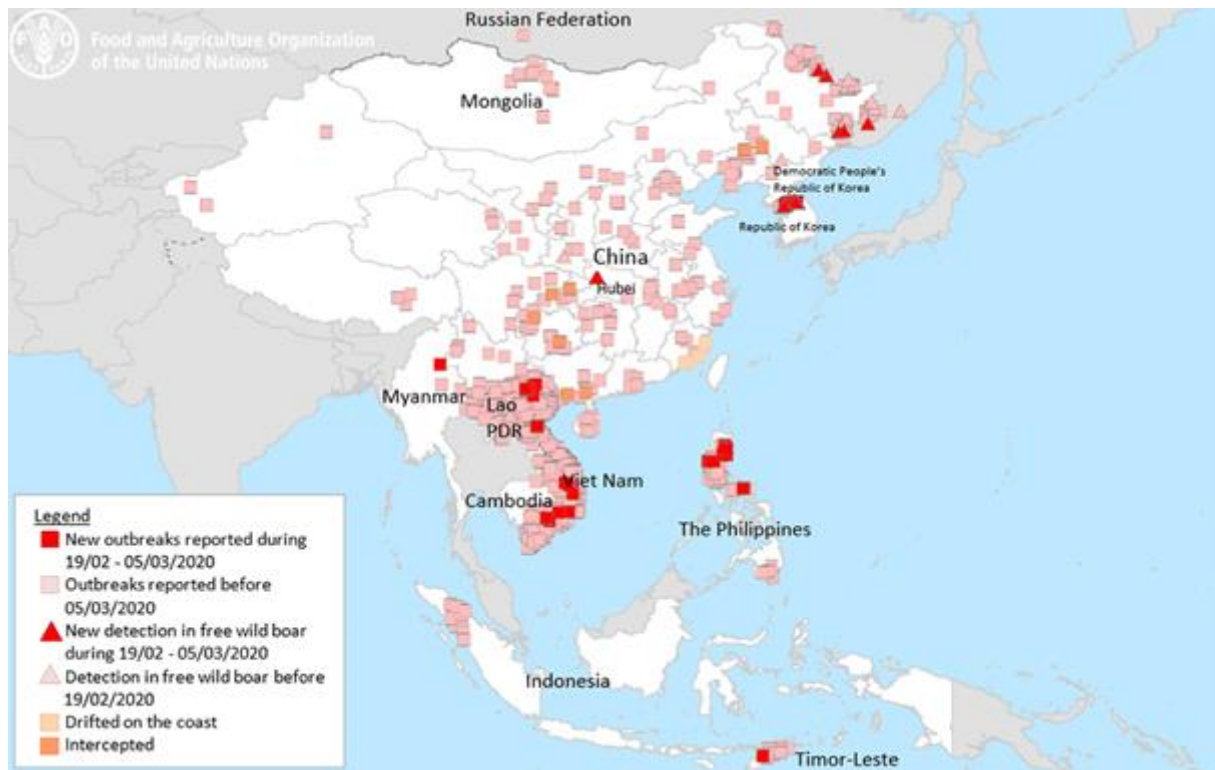 Russian Federation
Food and Agriculture Organization
of the United Nations
Mongolia
Democratic People's
Republic of Korea
Republic of Korea
China
Hubei
Myanmar
Lao
PDR
Viet Nam
Cambodia
The Philippines
Legend
New outbreaks reported during
19/02 - 05/03/2020
Outbreaks reported before
05/03/2020
New detection in free wild boar
during 19/02 - 05/03/2020
Detection in free wild boar before
19/02/2020
Drifted on the coast
Intercepted
Indonesia
Timor-Leste